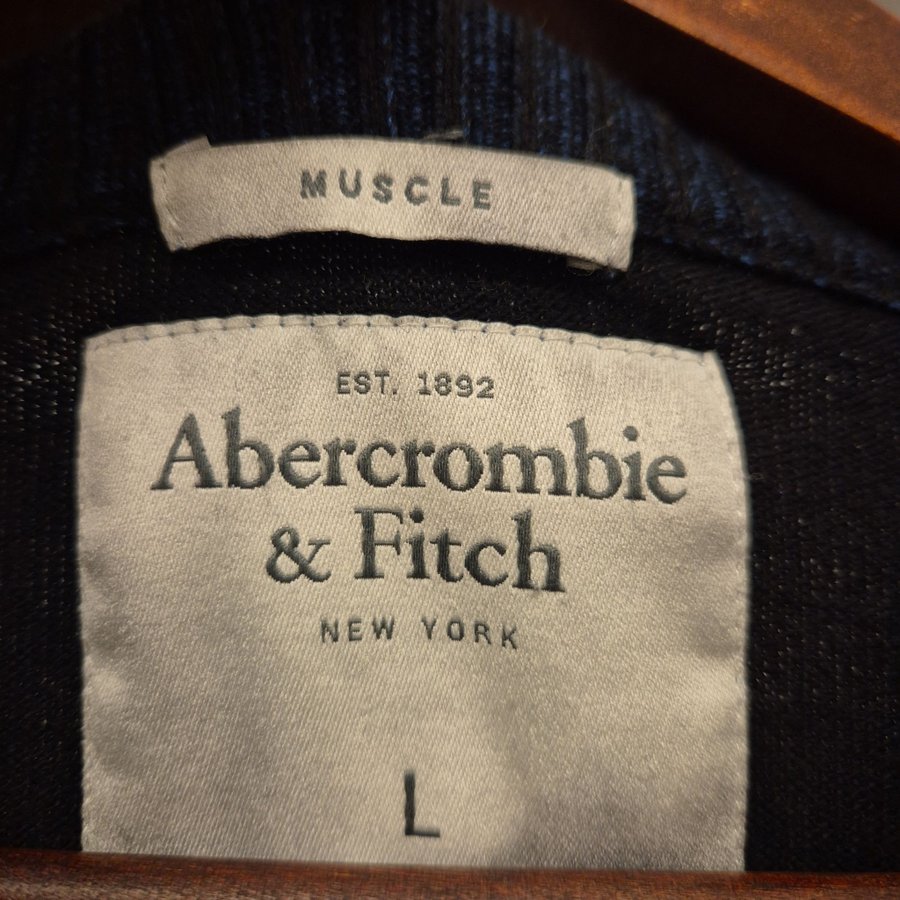 MUSCLE
EST. 1892
Abercrombie
& Fitch
NEW YORK
L